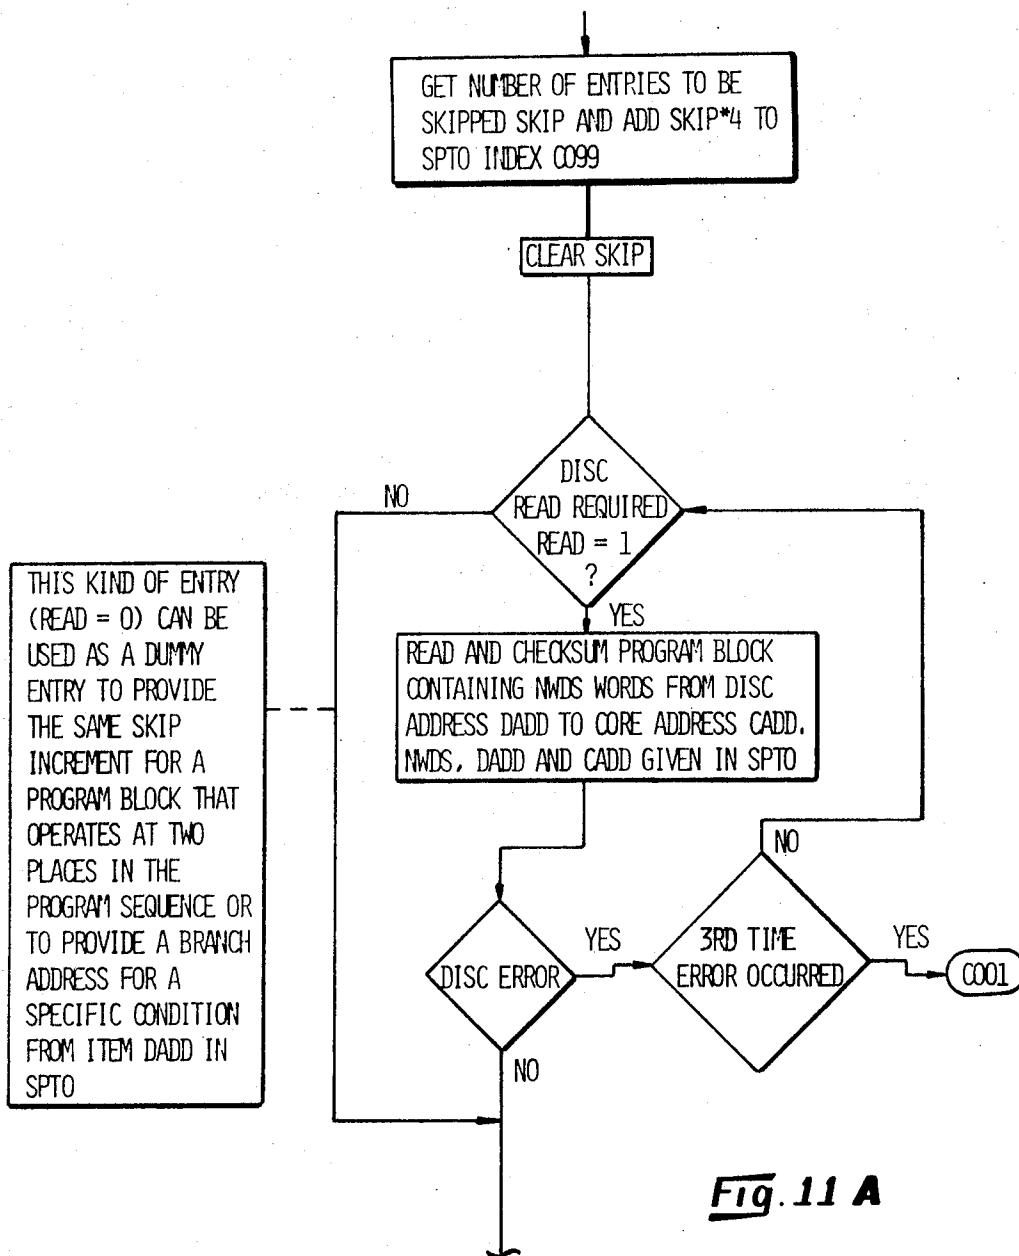 GET NUMBER OF ENTRIES TO BE
SKIPPED SKIP AND ADD SKIP*4 TO
SPTO INDEX C099
CLEAR SKIP
DISC
READ REQUIRED
READ = 1
?
NO
YES
THIS KIND OF ENTRY
(READ = 0) CAN BE
USED AS A DUMMY
ENTRY TO PROVIDE
THE SAME SKIP
INCREMENT FOR A
PROGRAM BLOCK THAT
OPERATES AT TWO
PLACES IN THE
PROGRAM SEQUENCE OR
TO PROVIDE A BRANCH
ADDRESS FOR A
SPECIFIC CONDITION
FROM ITEM DADD IN
SPTO
READ AND CHECKSUM PROGRAM BLOCK
CONTAINING NWDS WORDS FROM DISC
ADDRESS DADD TO CORE ADDRESS CADD.
NWDS, DADD AND CADD GIVEN IN SPTO
NO
DISC ERROR
YES
3RD TIME
ERROR OCCURRED
YES
C001
NO
Fig. 11 A